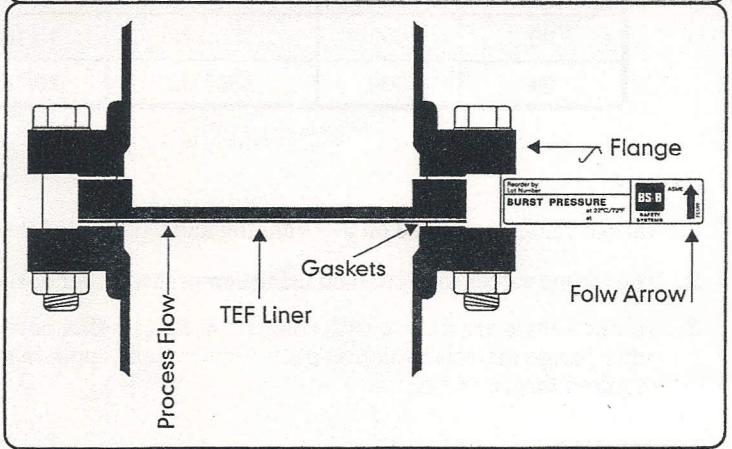 Flange
Reorder by
Lot Number
BURST PRESSURE
at 22°C/72°F
at
BS&B
SAFETY
SYSTEMS
ASME
FLOW
Gaskets
TEF Liner
Process Flow
Folw Arrow